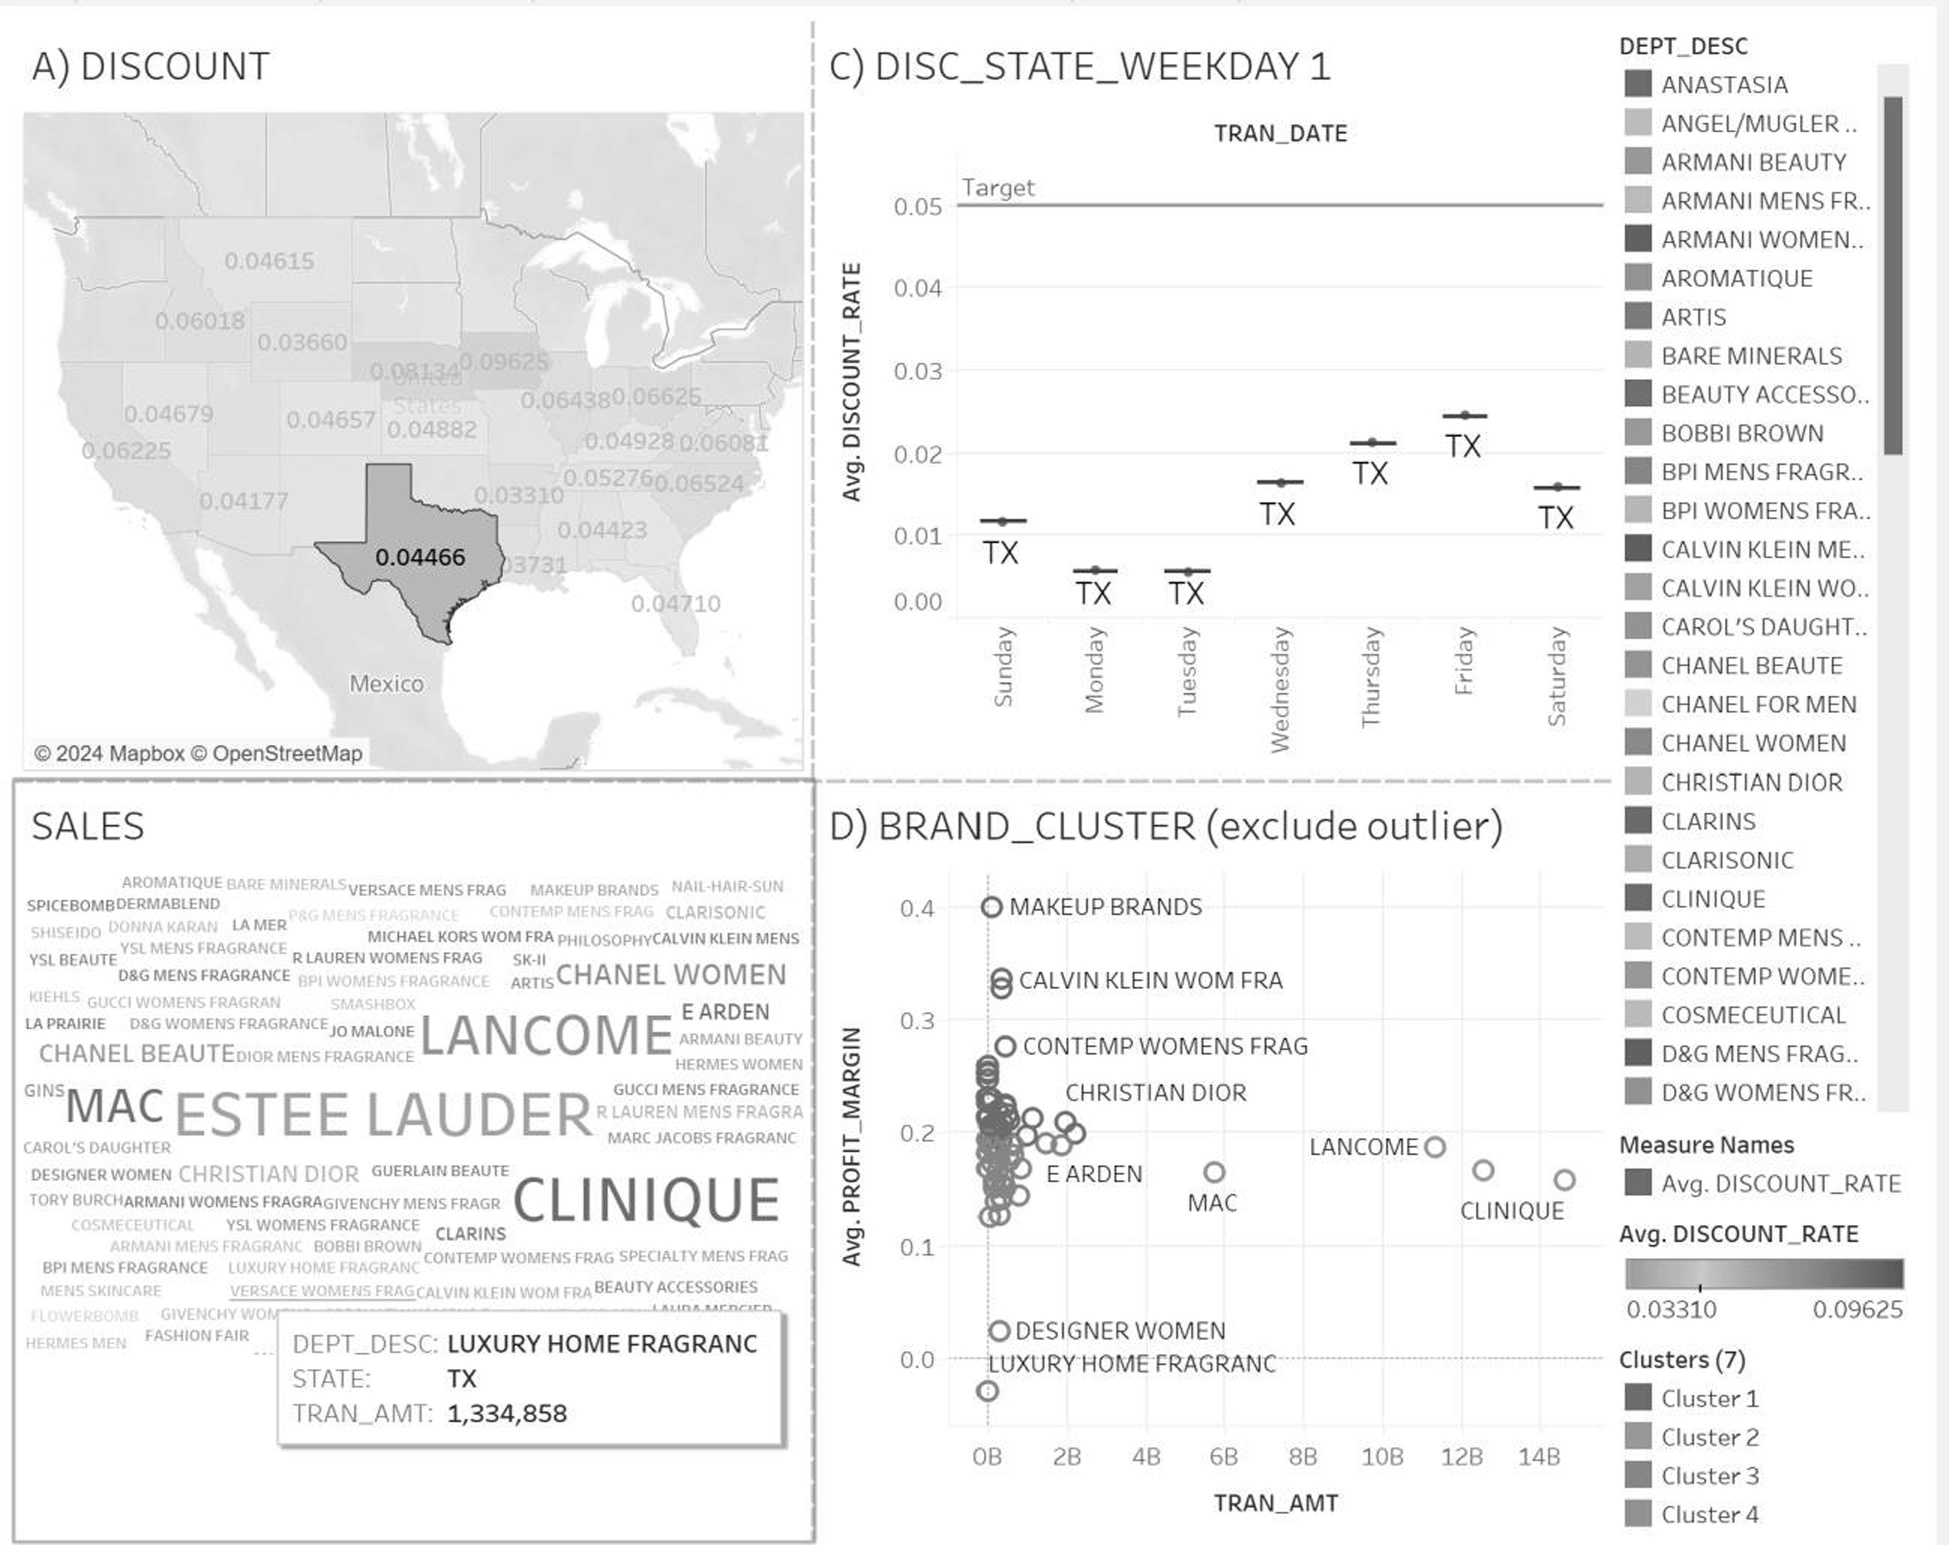 A) DISCOUNT
0.04615
0.06018
0.03660
0.08134
0.09625
United
States
0.04679
0.04657
0.04882
0.06438
0.06625
0.06225
0.04928
0.06081
0.04177
0.03310
0.05276
0.06524
0.04423
0.04466
03731
0.04710
Mexico
© 2024 Mapbox © OpenStreetMap
C) DISC_STATE_WEEKDAY 1
TRAN_DATE
Target
Avg. DISCOUNT_RATE
0.05
0.04
0.03
0.02
0.01
0.00
TX
TX
TX
TX
TX
TX
TX
Sunday
Monday
Tuesday
Wednesday
Thursday
Friday
Saturday
SALES
AROMATIQUE BARE MINERALS VERSACE MENS FRAG MAKEUP BRANDS NAIL-HAIR-SUN
SPICEBOMB DERMABLEND P&G MENS FRAGRANCE CONTEMP MENS FRAG CLARISONIC
SHISEIDO DONNA KARAN LA MER
MICHAEL KORS WOM FRA PHILOSOPHY CALVIN KLEIN MENS
YSL BEAUTE YSL MENS FRAGRANCE R LAUREN WOMENS FRAG SK-II
D&G MENS FRAGRANCE BPI WOMENS FRAGRANCE ARTIS CHANEL WOMEN
KIEHLS GUCCI WOMENS FRAGRAN SMASHBOX
E ARDEN
LA PRAIRIE D&G WOMENS FRAGRANCE JO MALONE LANCOME ARMANI BEAUTY
CHANEL BEAUTE DIOR MENS FRAGRANCE HERMES WOMEN
GINS MAC ESTEE LAUDER GUCCI MENS FRAGRANCE
R LAUREN MENS FRAGRA
MARC JACOBS FRAGRANC
CAROL'S DAUGHTER
DESIGNER WOMEN CHRISTIAN DIOR GUERLAIN BEAUTE
TORY BURCH ARMANI WOMENS FRAGRA GIVENCHY MENS FRAGR CLINIQUE
COSMECEUTICAL YSL WOMENS FRAGRANCE CLARINS
ARMANI MENS FRAGRANC BOBBI BROWN CONTEMP WOMENS FRAG SPECIALTY MENS FRAG
BPI MENS FRAGRANCE LUXURY HOME FRAGRANC
MENS SKINCARE VERSACE WOMENS FRAG CALVIN KLEIN WOM FRA BEAUTY ACCESSORIES
FLOWERBOMB GIVENCHY LAURA MERCIER
HERMES MEN FASHION FAIR
DEPT_DESC: LUXURY HOME FRAGRANC
STATE: TX
TRAN_AMT: 1,334,858
D) BRAND_CLUSTER (exclude outlier)
Avg. PROFIT_MARGIN
0.4
0.3
0.2
0.1
0.0
MAKEUP BRANDS
CALVIN KLEIN WOM FRA
CONTEMP WOMENS FRAG
CHRISTIAN DIOR
LANCOME
E ARDEN
MAC
CLINIQUE
DESIGNER WOMEN
LUXURY HOME FRAGRANC
0B 2B 4B 6B 8B 10B 12B 14B
TRAN_AMT
DEPT_DESC
ANASTASIA
ANGEL/MUGLER ..
ARMANI BEAUTY
ARMANI MENS FR..
ARMANI WOMEN..
AROMATIQUE
ARTIS
BARE MINERALS
BEAUTY ACCESSO..
BOBBI BROWN
BPI MENS FRAGR..
BPI WOMENS FRA..
CALVIN KLEIN ME..
CALVIN KLEIN WO..
CAROL'S DAUGHT..
CHANEL BEAUTE
CHANEL FOR MEN
CHANEL WOMEN
CHRISTIAN DIOR
CLARINS
CLARISONIC
CLINIQUE
CONTEMP MENS ..
CONTEMP WOME..
COSMECEUTICAL
D&G MENS FRAG..
D&G WOMENS FR..
Measure Names
Avg. DISCOUNT_RATE
Avg. DISCOUNT_RATE
0.03310 0.09625
Clusters (7)
Cluster 1
Cluster 2
Cluster 3
Cluster 4